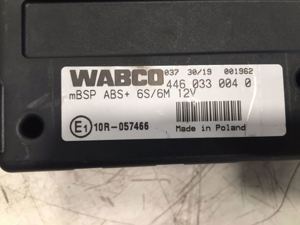 WABCO 037 30/19 001962
446 033 004 0
mBSP ABS+ 6S/6M 12V
E1 10R-057466 Made in Poland